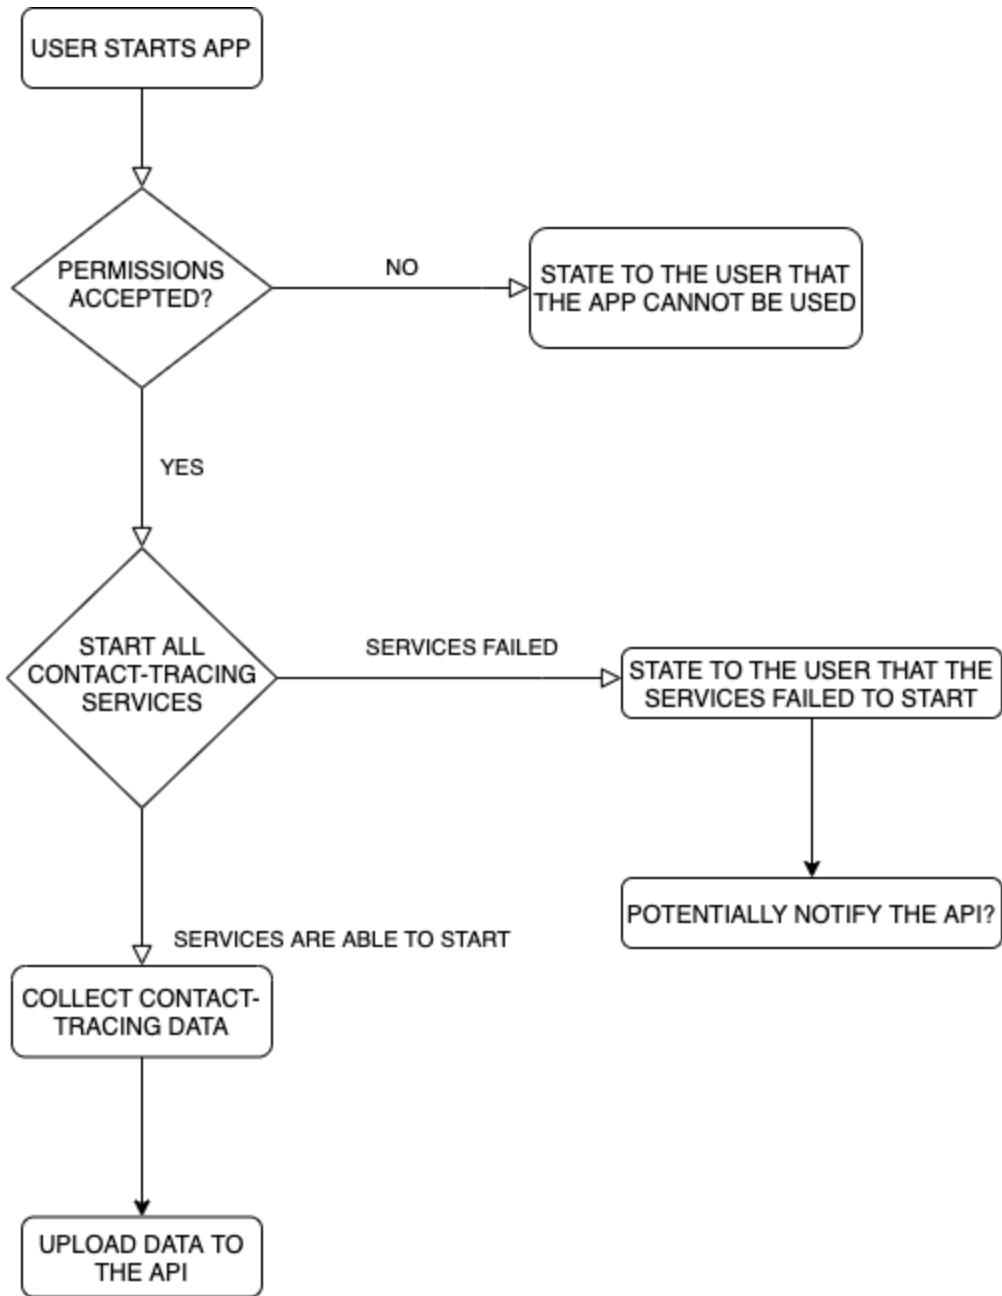 USER STARTS APP
PERMISSIONS
ACCEPTED?
NO
STATE TO THE USER THAT
THE APP CANNOT BE USED
YES
START ALL
CONTACT-TRACING
SERVICES
SERVICES FAILED
STATE TO THE USER THAT THE
SERVICES FAILED TO START
POTENTIALLY NOTIFY THE API?
SERVICES ARE ABLE TO START
COLLECT CONTACT-
TRACING DATA
UPLOAD DATA TO
THE API